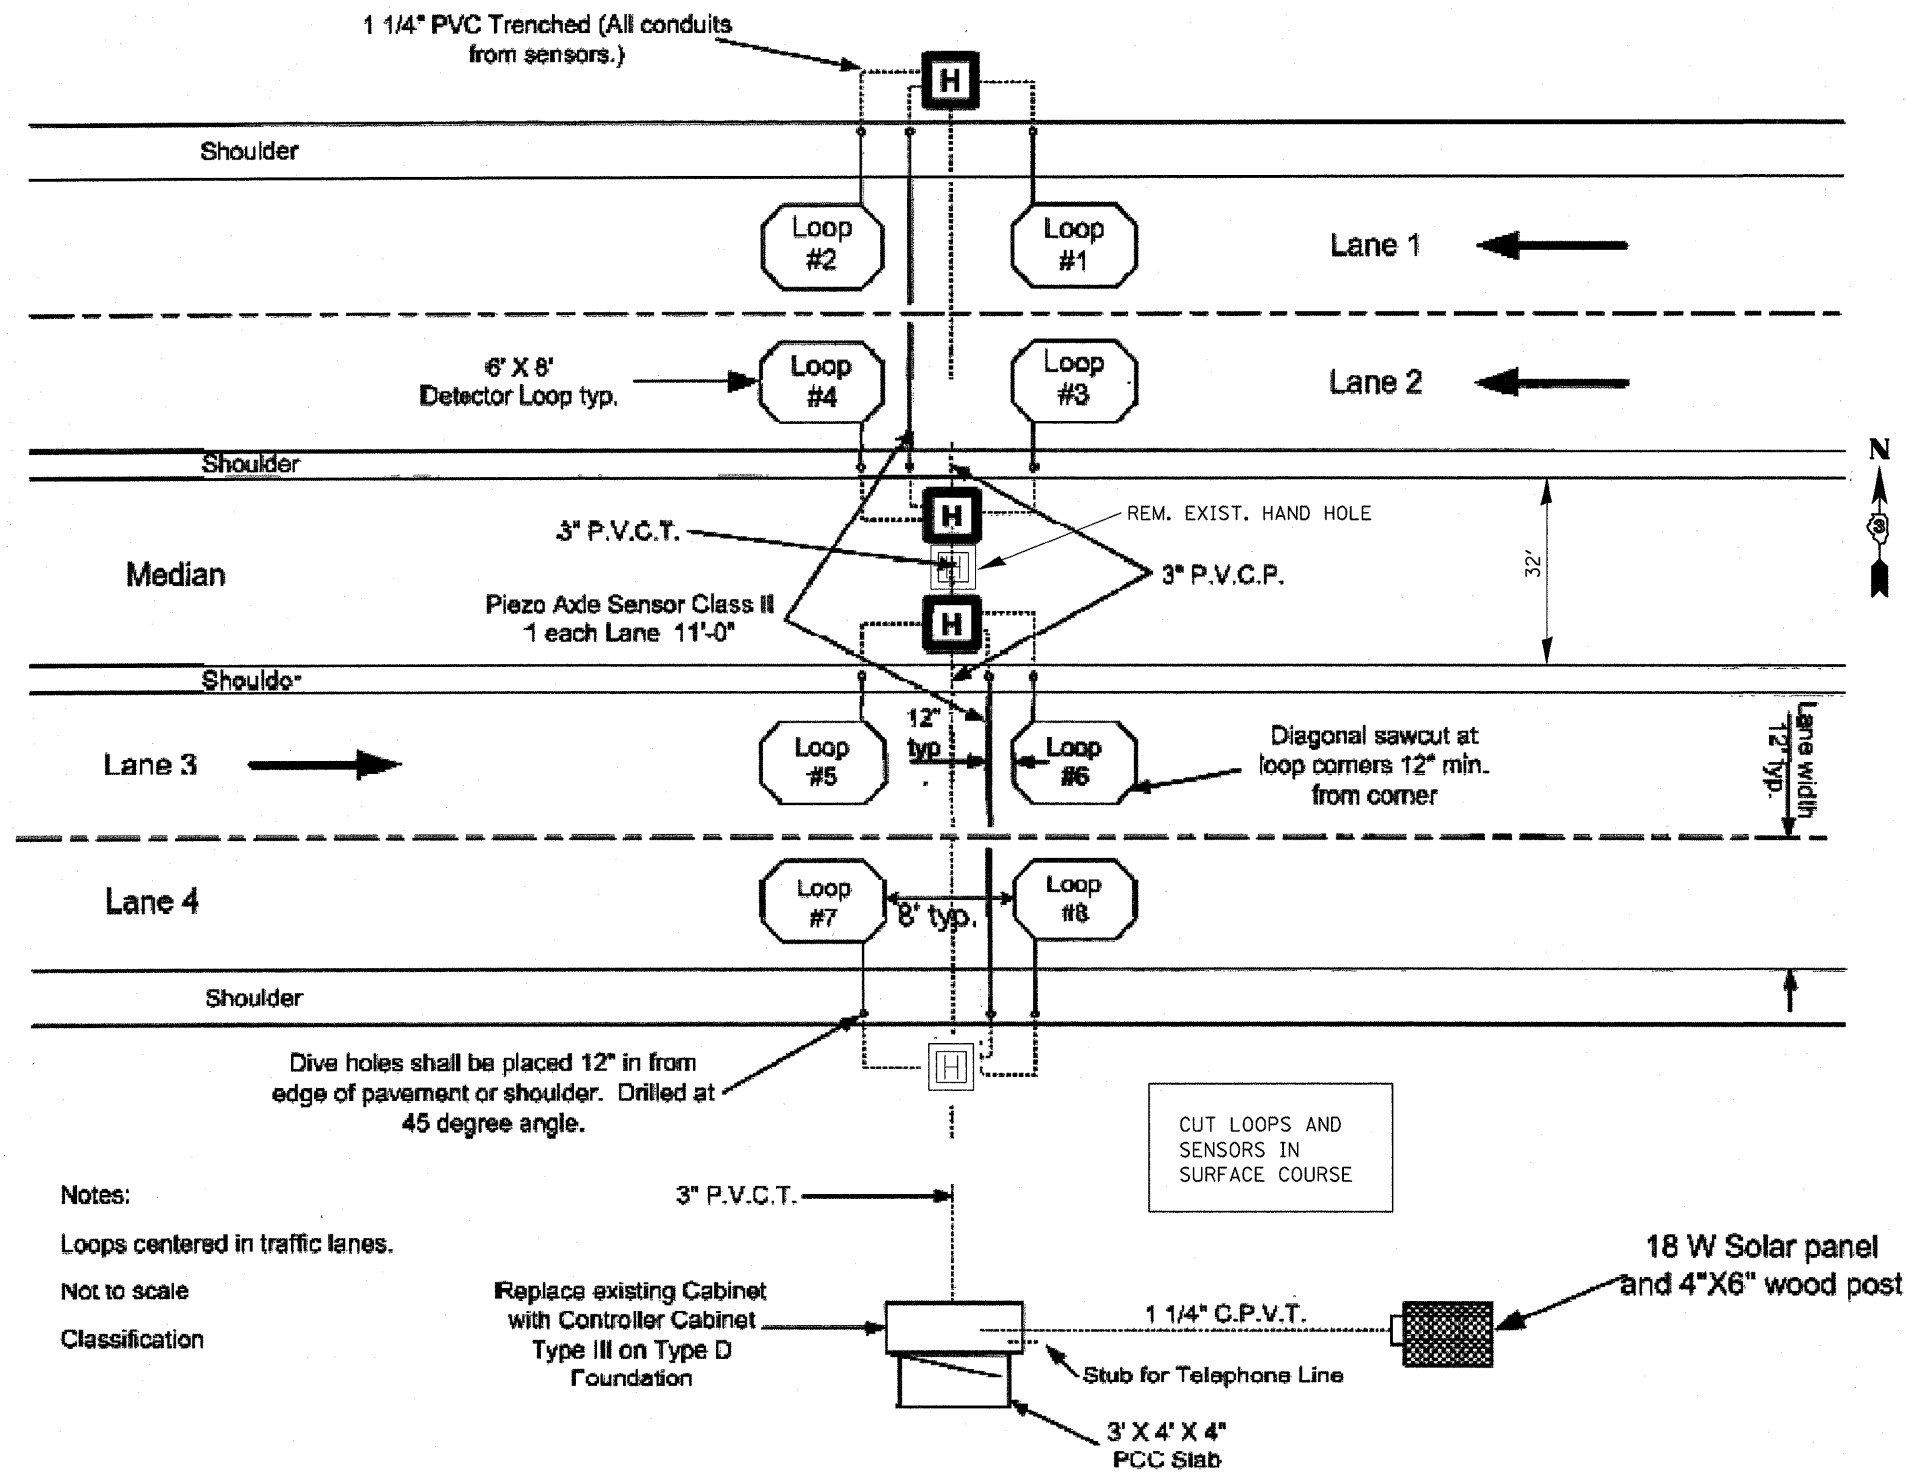 1 1/4" PVC Trenched (All conduits
from sensors.)
H
Shoulder
Loop
#2
Loop
#1
Lane 1
6' X 8'
Detector Loop typ.
Loop
#4
Loop
#3
Lane 2
Shoulder
N
H
REM. EXIST. HAND HOLE
3" P.V.C.T.
H
Median
3" P.V.C.P.
32'
Piezo Axle Sensor Class II
1 each Lane 11'-0"
H
Shoulder
12"
typ
Lane 3
Loop
#5
Loop
#6
Diagonal sawcut at
loop corners 12" min.
from corner
Lane width
12" typ.
Lane 4
Loop
#7
8' typ.
Loop
#8
Shoulder
Dive holes shall be placed 12" in from
edge of pavement or shoulder. Drilled at
45 degree angle.
H
CUT LOOPS AND
SENSORS IN
SURFACE COURSE
Notes:
3" P.V.C.T.
Loops centered in traffic lanes.
Not to scale
Classification
Replace existing Cabinet
with Controller Cabinet
Type III on Type D
Foundation
1 1/4" C.P.V.T.
18 W Solar panel
and 4"X6" wood post
Stub for Telephone Line
3' X 4' X 4"
PCC Slab